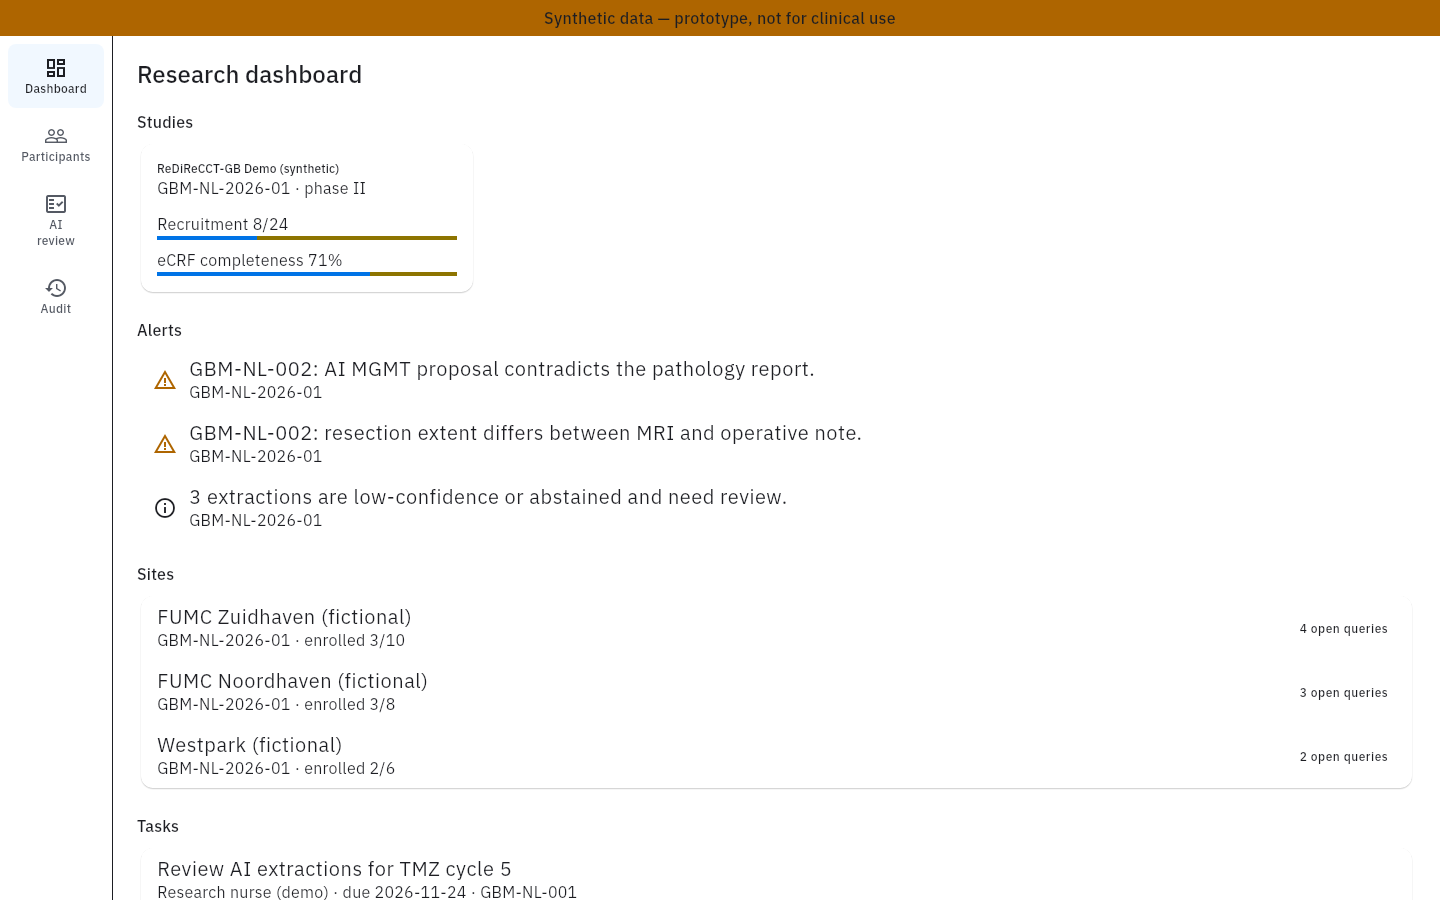 Synthetic data — prototype, not for clinical use
Dashboard
Participants
AI
review
Audit
Research dashboard
Studies
ReDiReCCT-GB Demo (synthetic)
GBM-NL-2026-01 · phase II
Recruitment 8/24
eCRF completeness 71%
Alerts
GBM-NL-002: AI MGMT proposal contradicts the pathology report.
GBM-NL-2026-01
GBM-NL-002: resection extent differs between MRI and operative note.
GBM-NL-2026-01
3 extractions are low-confidence or abstained and need review.
GBM-NL-2026-01
Sites
FUMC Zuidhaven (fictional)
GBM-NL-2026-01 · enrolled 3/10
4 open queries
FUMC Noordhaven (fictional)
GBM-NL-2026-01 · enrolled 3/8
3 open queries
Westpark (fictional)
GBM-NL-2026-01 · enrolled 2/6
2 open queries
Tasks
Review AI extractions for TMZ cycle 5
Research nurse (demo) · due 2026-11-24 · GBM-NL-001